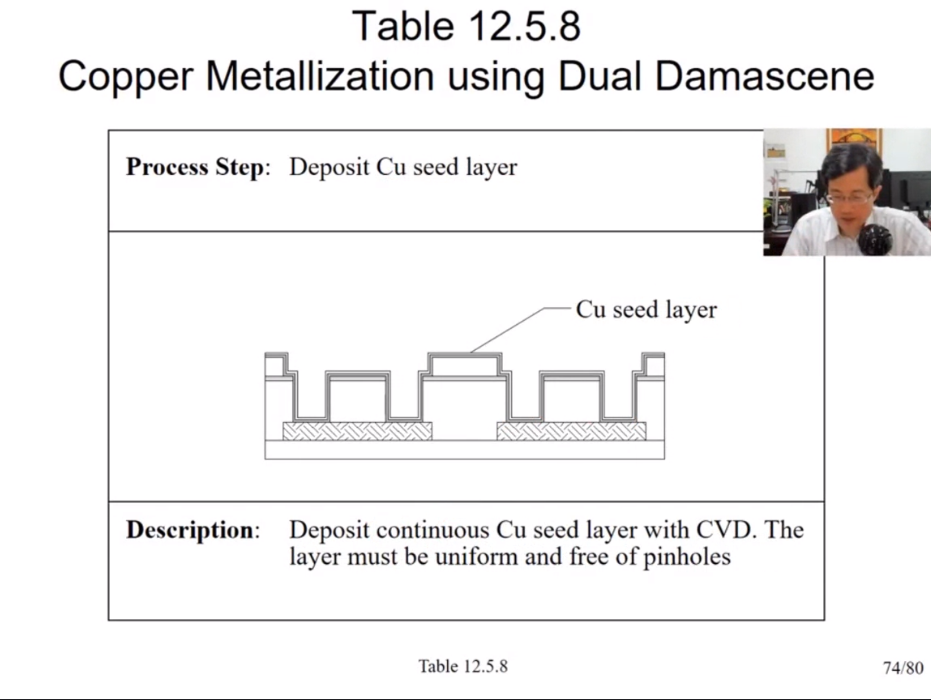 Table 12.5.8
Copper Metallization using Dual Damascene
Process Step: Deposit Cu seed layer
Cu seed layer
Description: Deposit continuous Cu seed layer with CVD. The
layer must be uniform and free of pinholes
Table 12.5.8
74/80